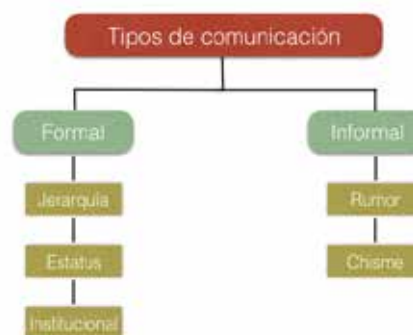 Tipos de comunicación
Formal
Informal
Jerarquía
Rumor
Estatus
Chisme
Institucional